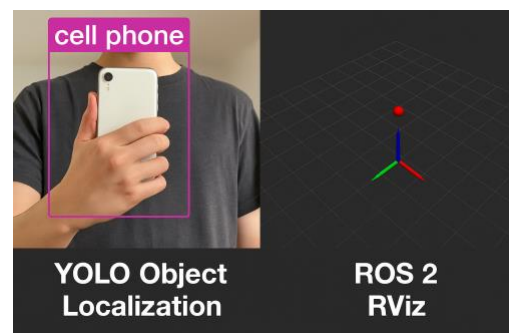 cell phone
YOLO Object
Localization
ROS 2
RViz